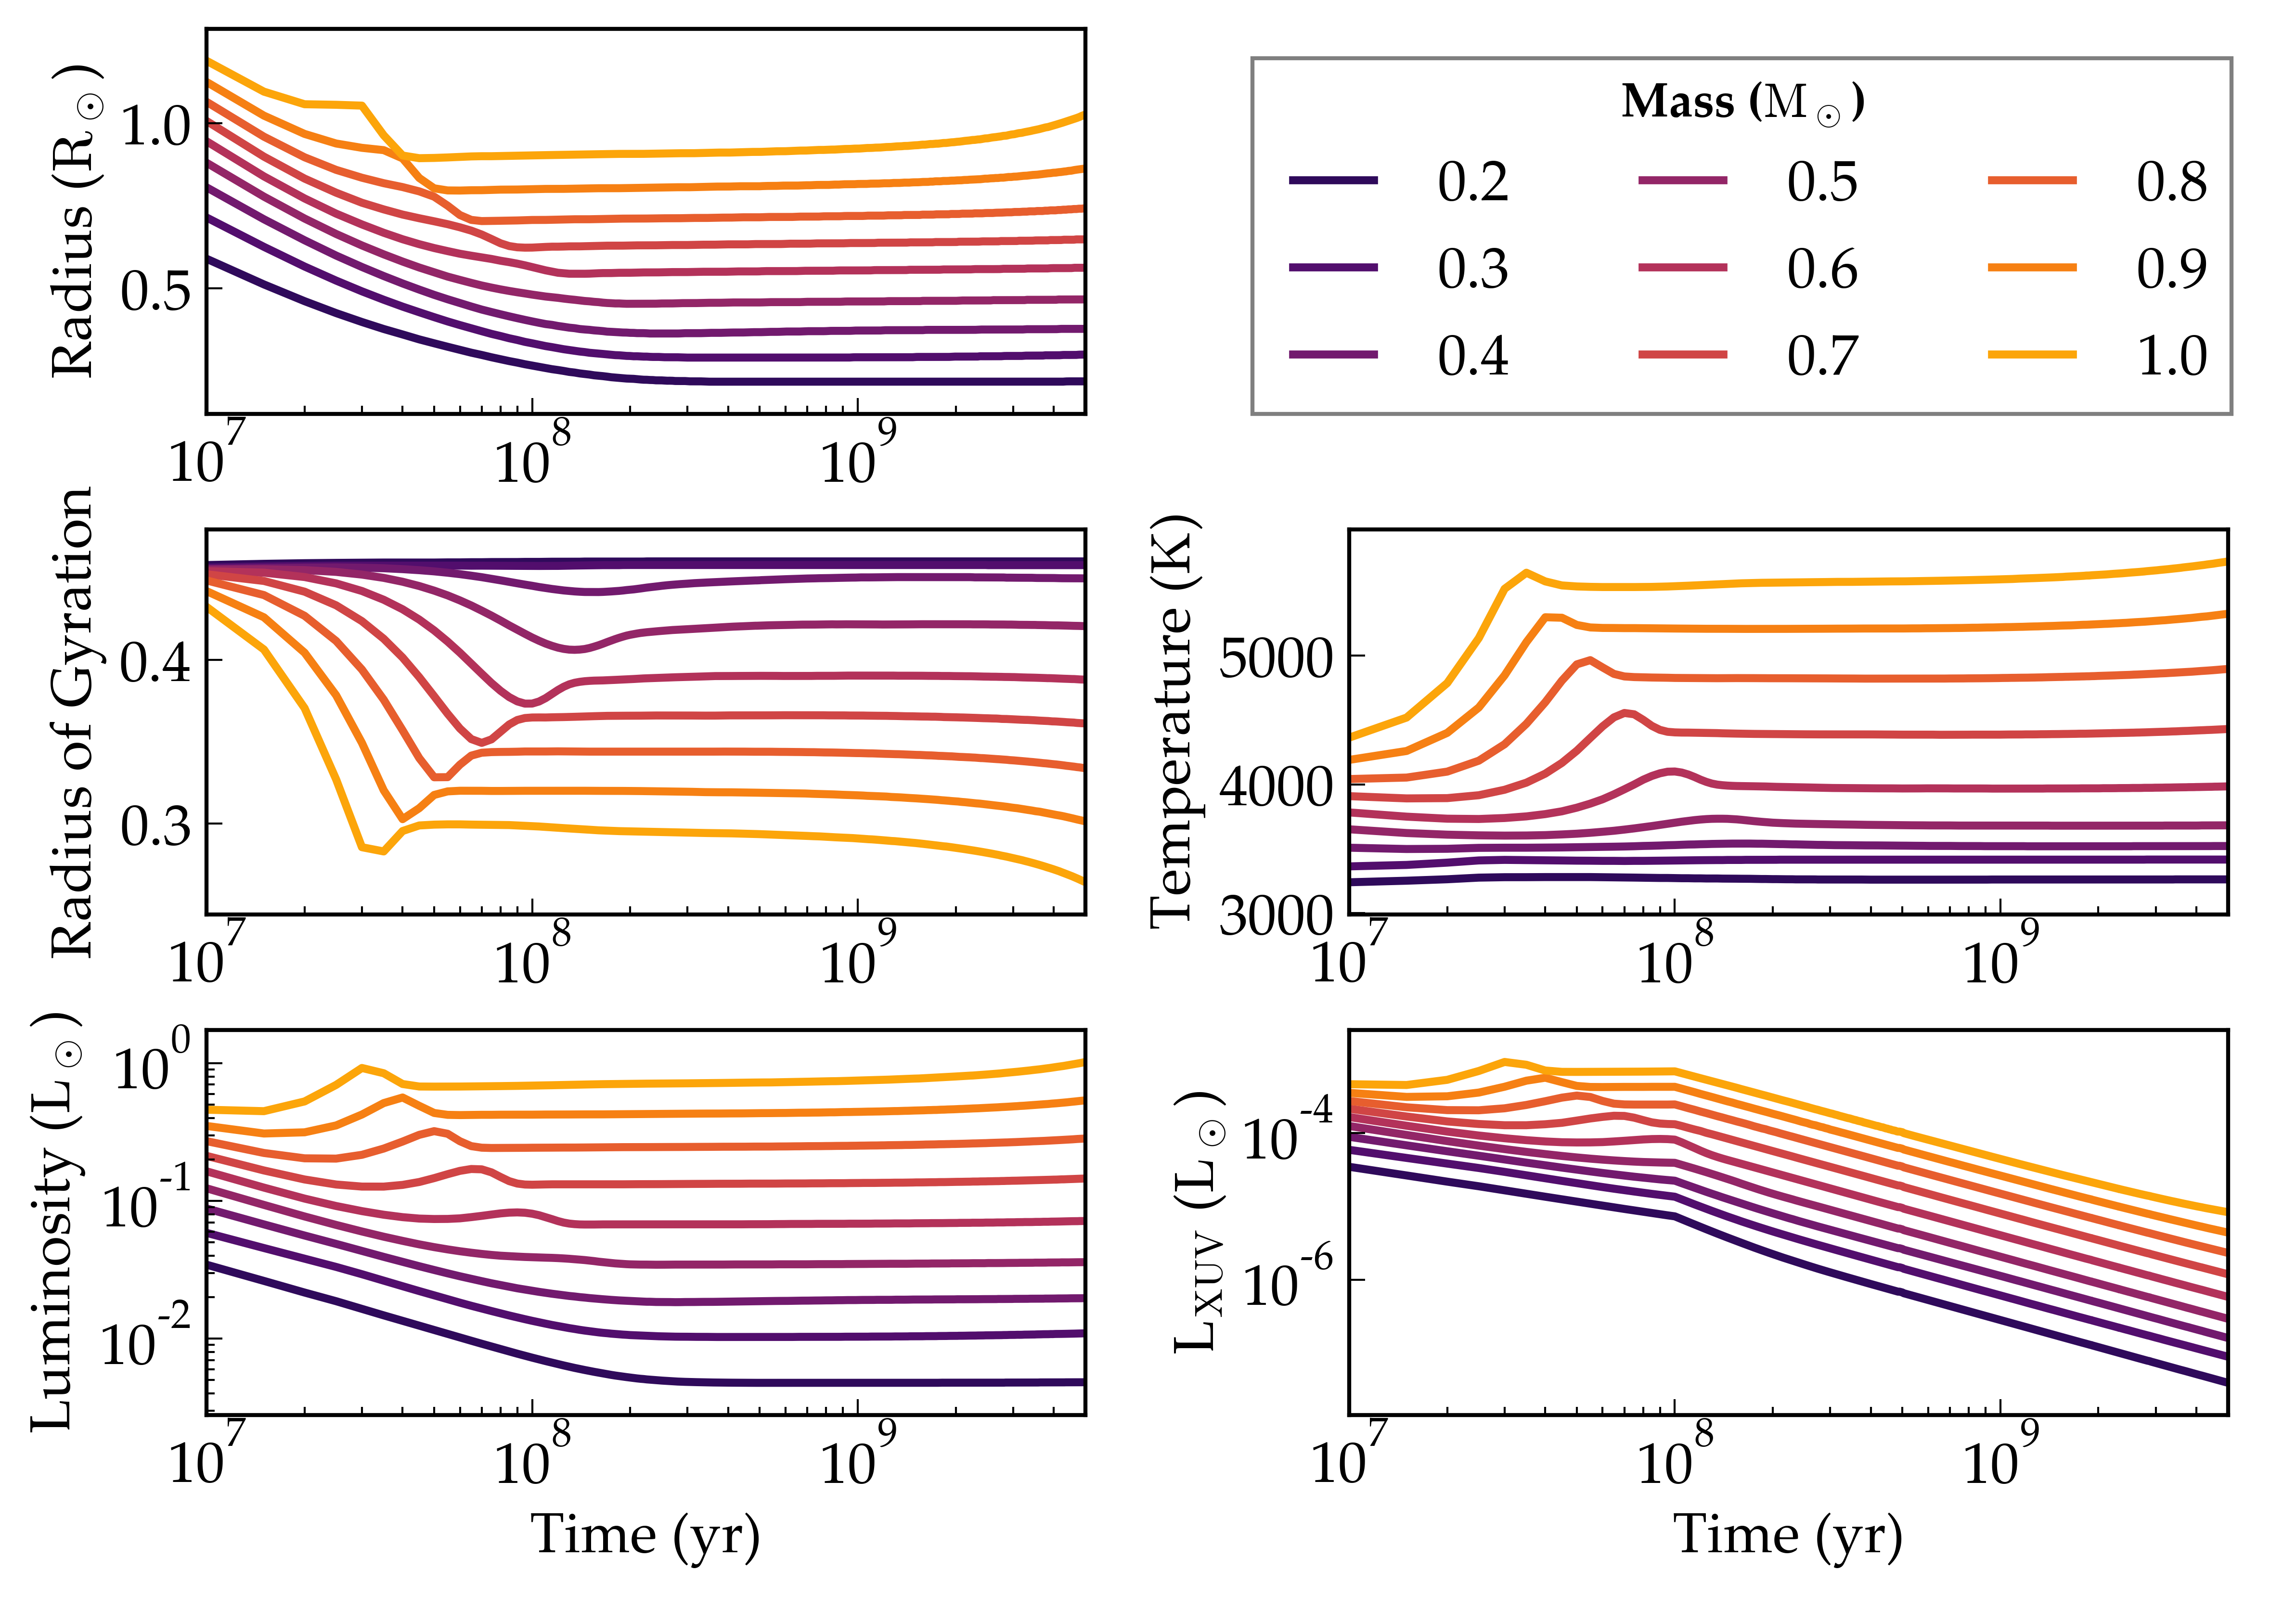 Radius (R☉)
1.0
0.5
10^7 10^8 10^9
Mass (M☉)
0.2 0.5 0.8
0.3 0.6 0.9
0.4 0.7 1.0
Radius of Gyration
0.4
0.3
10^7 10^8 10^9
Temperature (K)
5000
4000
3000
10^7 10^8 10^9
Luminosity (L☉)
10^0
10^-1
10^-2
10^7 10^8 10^9
Time (yr)
L_XUV (L☉)
10^-4
10^-6
10^7 10^8 10^9
Time (yr)